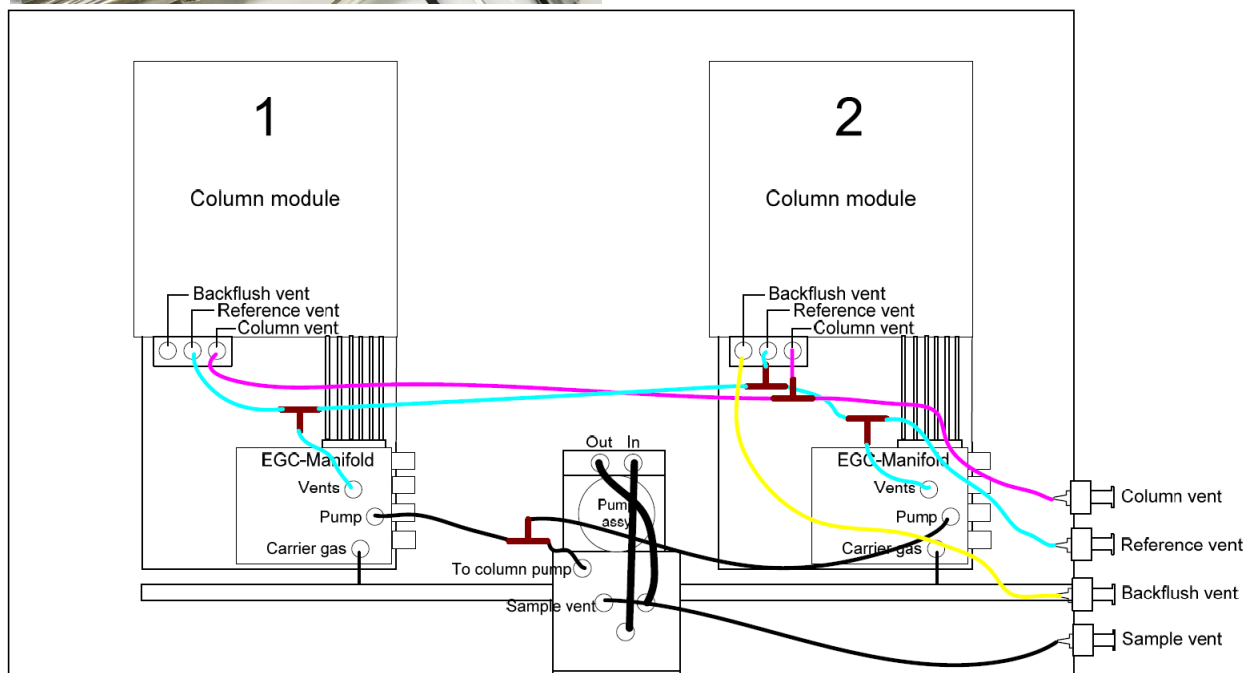 1
Column module
Backflush vent
Reference vent
Column vent
EGC-Manifold
Vents
Pump
Carrier gas
Out In
Pump
assy
To column pump
Sample vent
2
Column module
Backflush vent
Reference vent
Column vent
EGC-Manifold
Vents
Pump
Carrier gas
Column vent
Reference vent
Backflush vent
Sample vent